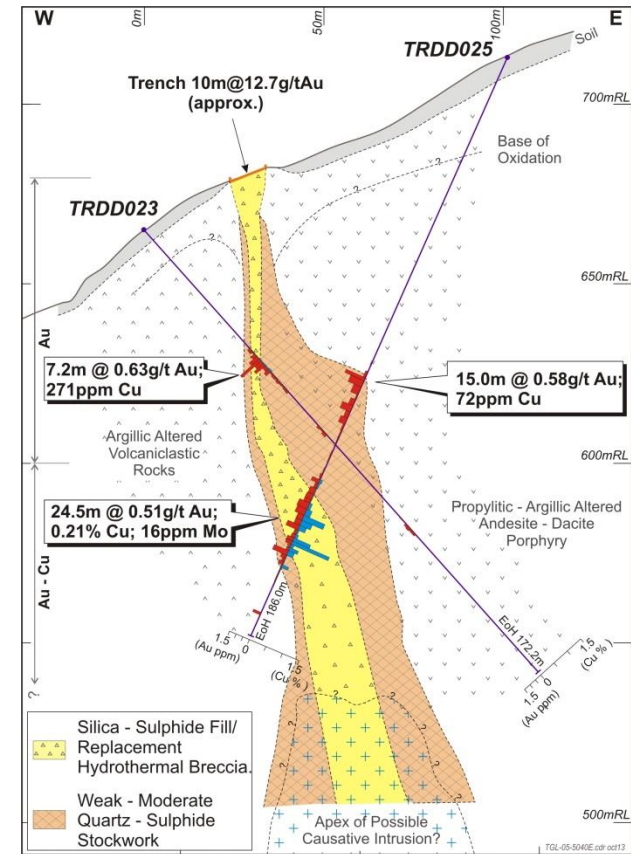 W
0m
50m
100m
E
TRDD025
Soil
Trench 10m@12.7g/tAu
(approx.)
700mRL
Base of
Oxidation
?
TRDD023
?
?
650mRL
Au
7.2m @ 0.63g/t Au;
271ppm Cu
15.0m @ 0.58g/t Au;
72ppm Cu
Argillic Altered
Volcaniclastic
Rocks
600mRL
24.5m @ 0.51g/t Au;
0.21% Cu; 16ppm Mo
Propylitic - Argillic Altered
Andesite - Dacite
Porphyry
Au - Cu
EoH 186.0m
EoH 172.2m
1.5
0
1.5
(Au ppm)
(Cu %)
1.5
0
1.5
(Au ppm)
(Cu %)
?
?
?
?
?
?
Silica - Sulphide Fill/
Replacement
Hydrothermal Breccia.
Weak - Moderate
Quartz - Sulphide
Stockwork
500mRL
Apex of Possible
Causative Intrusion?
TGL-05-5040E.cdr oct13